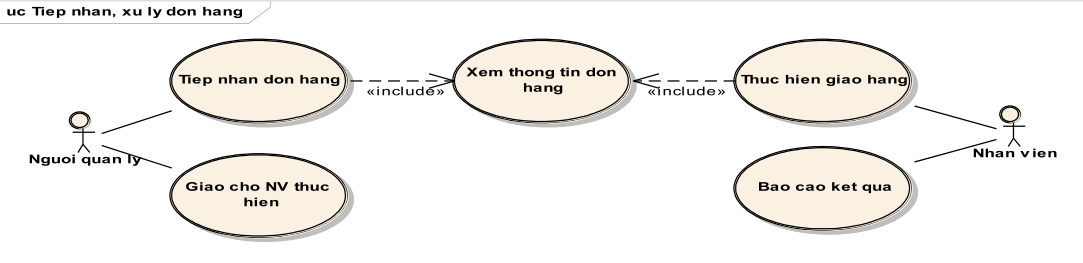 uc Tiep nhan, xu ly don hang
Tiep nhan don hang
«include»
Xem thong tin don
hang
«include»
Thuc hien giao hang
Nguoi quan ly
Nhan vien
Giao cho NV thuc
hien
Bao cao ket qua